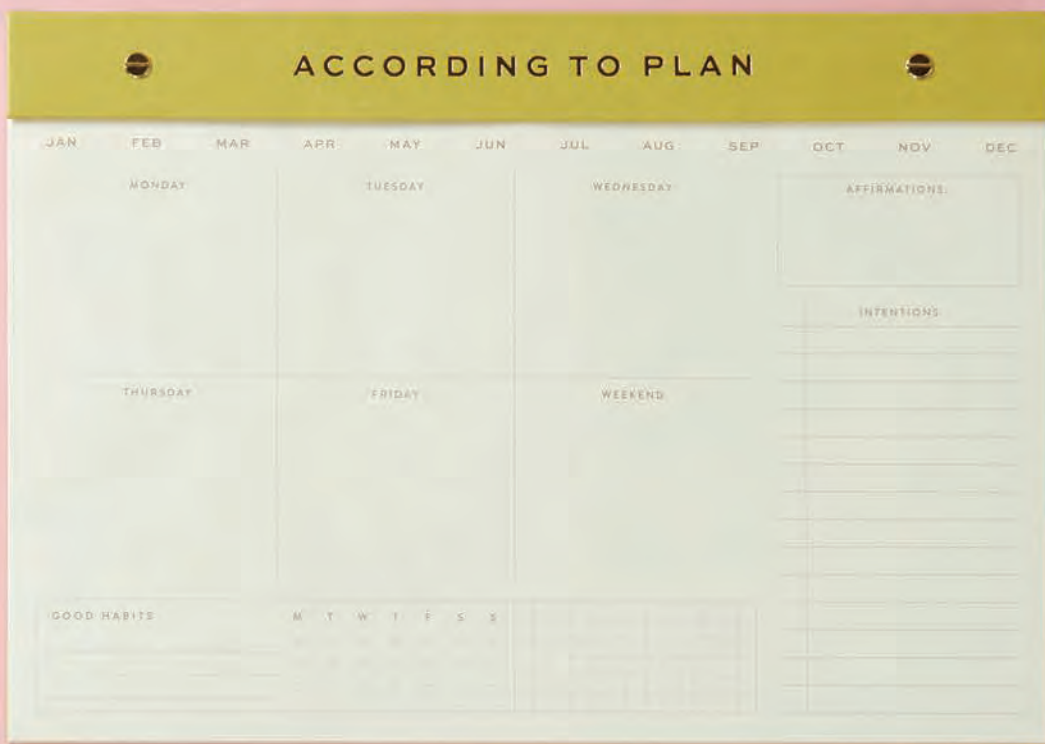 ACCORDING TO PLAN
JAN FEB MAR APR MAY JUN JUL AUG SEP OCT NOV DEC
MONDAY TUESDAY WEDNESDAY AFFIRMATIONS:
INTENTIONS:
THURSDAY FRIDAY WEEKEND
GOOD HABITS M T W T F S S